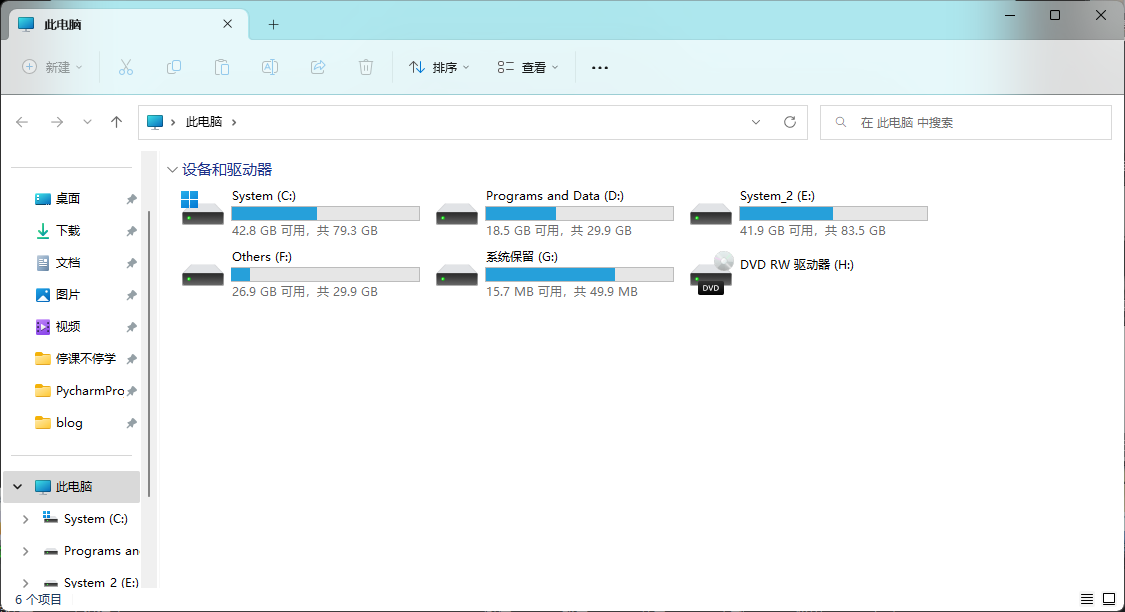 此电脑
新建
排序
查看
此电脑
在 此电脑 中搜索
桌面
下载
文档
图片
视频
停课不停学
PycharmPro
blog
此电脑
System (C:)
Programs an
System_2 (E:)
设备和驱动器
System (C:)
42.8 GB 可用，共 79.3 GB
Programs and Data (D:)
18.5 GB 可用，共 29.9 GB
System_2 (E:)
41.9 GB 可用，共 83.5 GB
Others (F:)
26.9 GB 可用，共 29.9 GB
系统保留 (G:)
15.7 MB 可用，共 49.9 MB
DVD RW 驱动器 (H:)
DVD
6 个项目